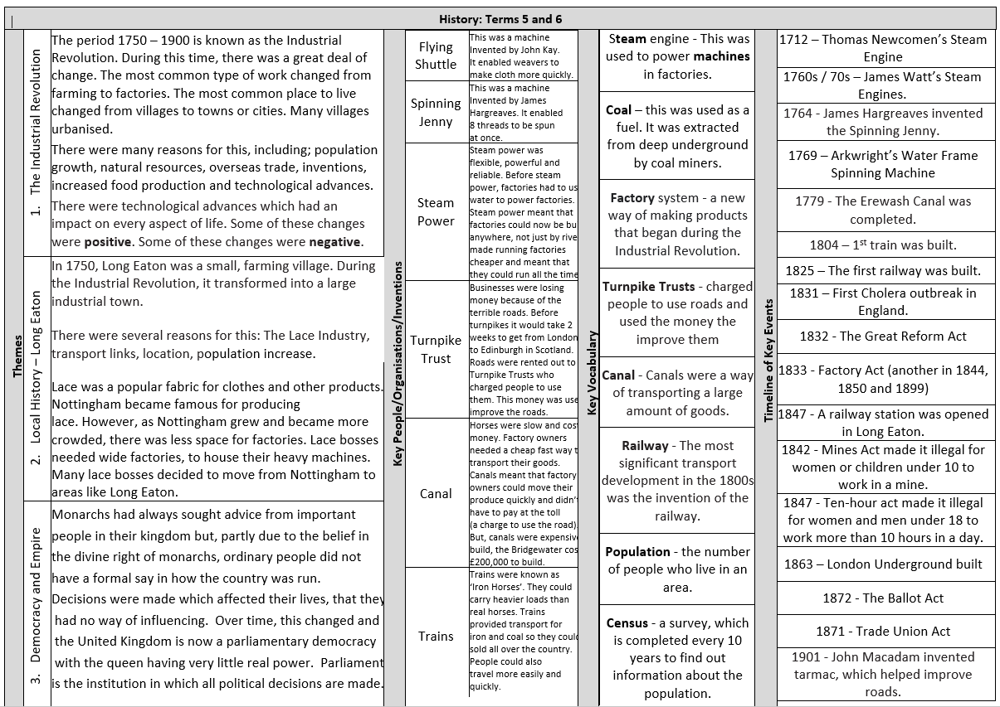 History: Terms 5 and 6
Themes
1. The Industrial Revolution
The period 1750 – 1900 is known as the Industrial
Revolution. During this time, there was a great deal of
change. The most common type of work changed from
farming to factories. The most common place to live
changed from villages to towns or cities. Many villages
urbanised.
There were many reasons for this, including; population
growth, natural resources, overseas trade, inventions,
increased food production and technological advances.
There were technological advances which had an
impact on every aspect of life. Some of these changes
were positive. Some of these changes were negative.
2. Local History – Long Eaton
In 1750, Long Eaton was a small, farming village. During
the Industrial Revolution, it transformed into a large
industrial town.
There were several reasons for this: The Lace Industry,
transport links, location, population increase.
Lace was a popular fabric for clothes and other products.
Nottingham became famous for producing
lace. However, as Nottingham grew and became more
crowded, there was less space for factories. Lace bosses
needed wide factories, to house their heavy machines.
Many lace bosses decided to move from Nottingham to
areas like Long Eaton.
3. Democracy and Empire
Monarchs had always sought advice from important
people in their kingdom but, partly due to the belief in
the divine right of monarchs, ordinary people did not
have a formal say in how the country was run.
Decisions were made which affected their lives, that they
had no way of influencing. Over time, this changed and
the United Kingdom is now a parliamentary democracy
with the queen having very little real power. Parliament
is the institution in which all political decisions are made.
Key People/Organisations/Inventions
Flying
Shuttle
This was a machine
Invented by John Kay.
It enabled weavers to
make cloth more quickly.
Spinning
Jenny
This was a machine
Invented by James
Hargreaves. It enabled
8 threads to be spun
at once.
Steam
Power
Steam power was
flexible, powerful and
reliable. Before steam
power, factories had to us
water to power factories.
Steam power meant that
factories could now be bu
anywhere, not just by rive
made running factories
cheaper and meant that
they could run all the time
Turnpike
Trust
Businesses were losing
money because of the
terrible roads. Before
turnpikes it would take 2
weeks to get from London
to Edinburgh in Scotland.
Roads were rented out to
Turnpike Trusts who
charged people to use
them. This money was use
improve the roads.
Canal
Horses were slow and cost
money. Factory owners
needed a cheap fast way t
transport their goods.
Canals meant that factory
owners could move their
produce quickly and didn't
have to pay at the toll
(a charge to use the road).
But, canals were expensiv
build, the Bridgewater cos
£200,000 to build.
Trains
Trains were known as
'Iron Horses'. They could
carry heavier loads than
real horses. Trains
provided transport for
iron and coal so they could
sold all over the country.
People could also
travel more easily and
quickly.
Key Vocabulary
Steam engine - This was
used to power machines
in factories.
Coal – this was used as a
fuel. It was extracted
from deep underground
by coal miners.
Factory system - a new
way of making products
that began during the
Industrial Revolution.
Turnpike Trusts - charged
people to use roads and
used the money the
improve them
Canal - Canals were a way
of transporting a large
amount of goods.
Railway - The most
significant transport
development in the 1800s
was the invention of the
railway.
Population - the number
of people who live in an
area.
Census - a survey, which
is completed every 10
years to find out
information about the
population.
Timeline of Key Events
1712 – Thomas Newcomen's Steam
Engine
1760s / 70s – James Watt's Steam
Engines.
1764 - James Hargreaves invented
the Spinning Jenny.
1769 – Arkwright's Water Frame
Spinning Machine
1779 - The Erewash Canal was
completed.
1804 – 1st train was built.
1825 – The first railway was built.
1831 – First Cholera outbreak in
England.
1832 - The Great Reform Act
1833 - Factory Act (another in 1844,
1850 and 1899)
1847 - A railway station was opened
in Long Eaton.
1842 - Mines Act made it illegal for
women or children under 10 to
work in a mine.
1847 - Ten-hour act made it illegal
for women and men under 18 to
work more than 10 hours in a day.
1863 – London Underground built
1872 - The Ballot Act
1871 - Trade Union Act
1901 - John Macadam invented
tarmac, which helped improve
roads.